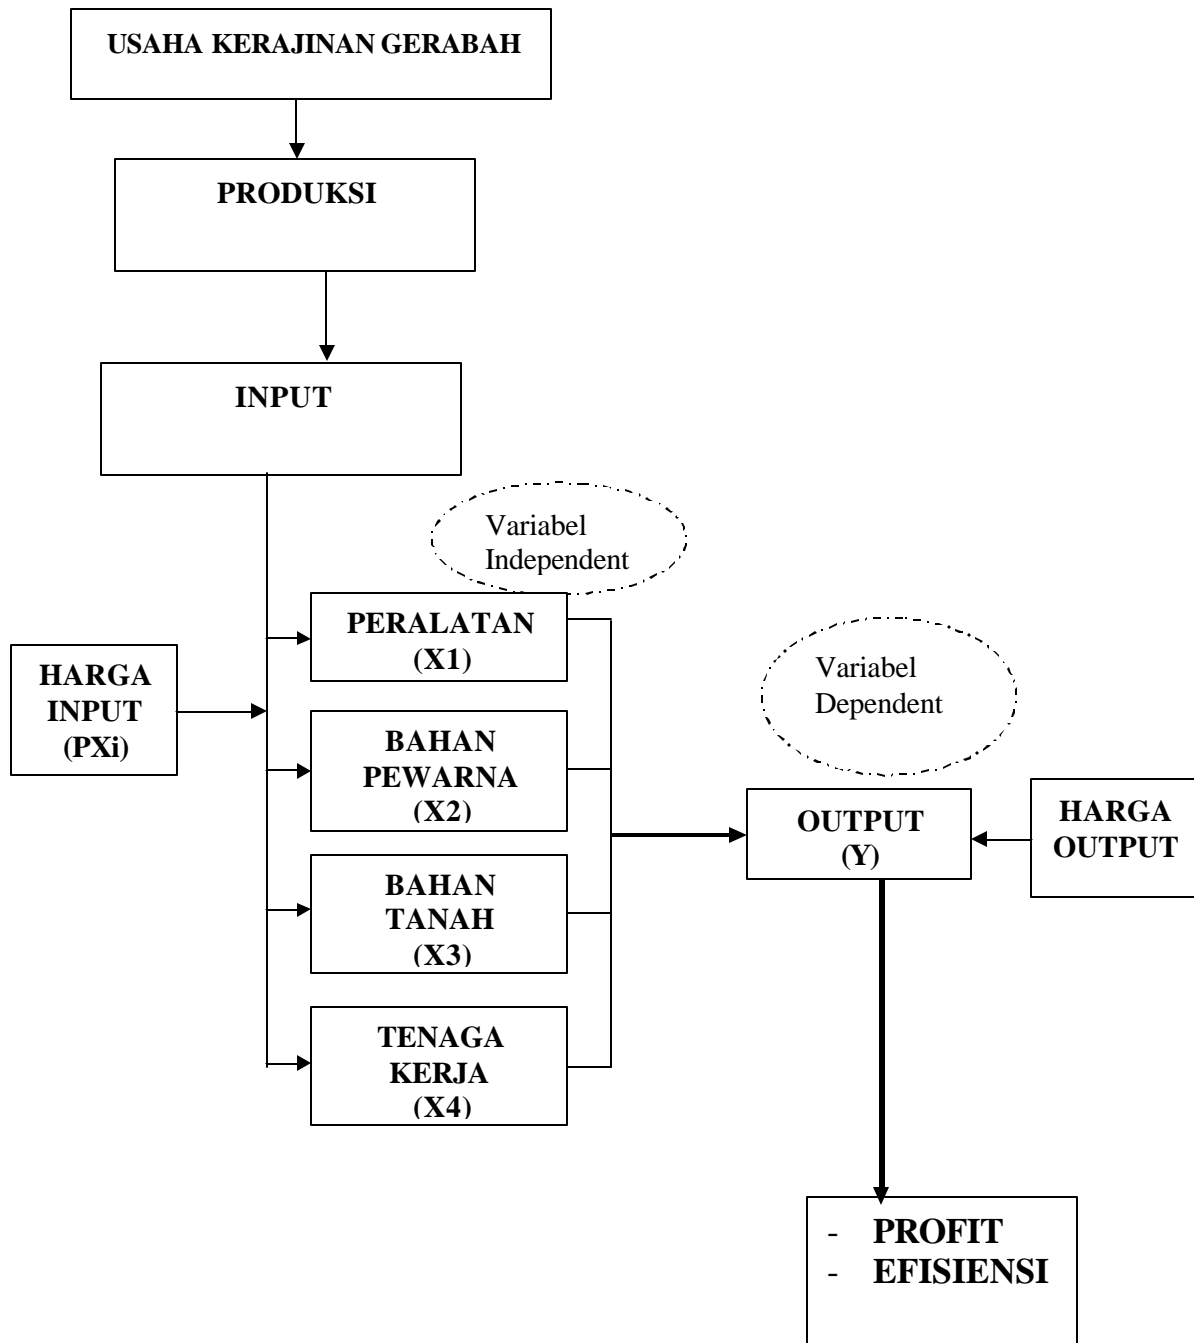 USAHA KERAJINAN GERABAH
PRODUKSI
INPUT
Variabel
Independent
PERALATAN
(X1)
HARGA
INPUT
(PXi)
BAHAN
PEWARNA
(X2)
BAHAN
TANAH
(X3)
TENAGA
KERJA
(X4)
Variabel
Dependent
OUTPUT
(Y)
HARGA
OUTPUT
- PROFIT
- EFISIENSI